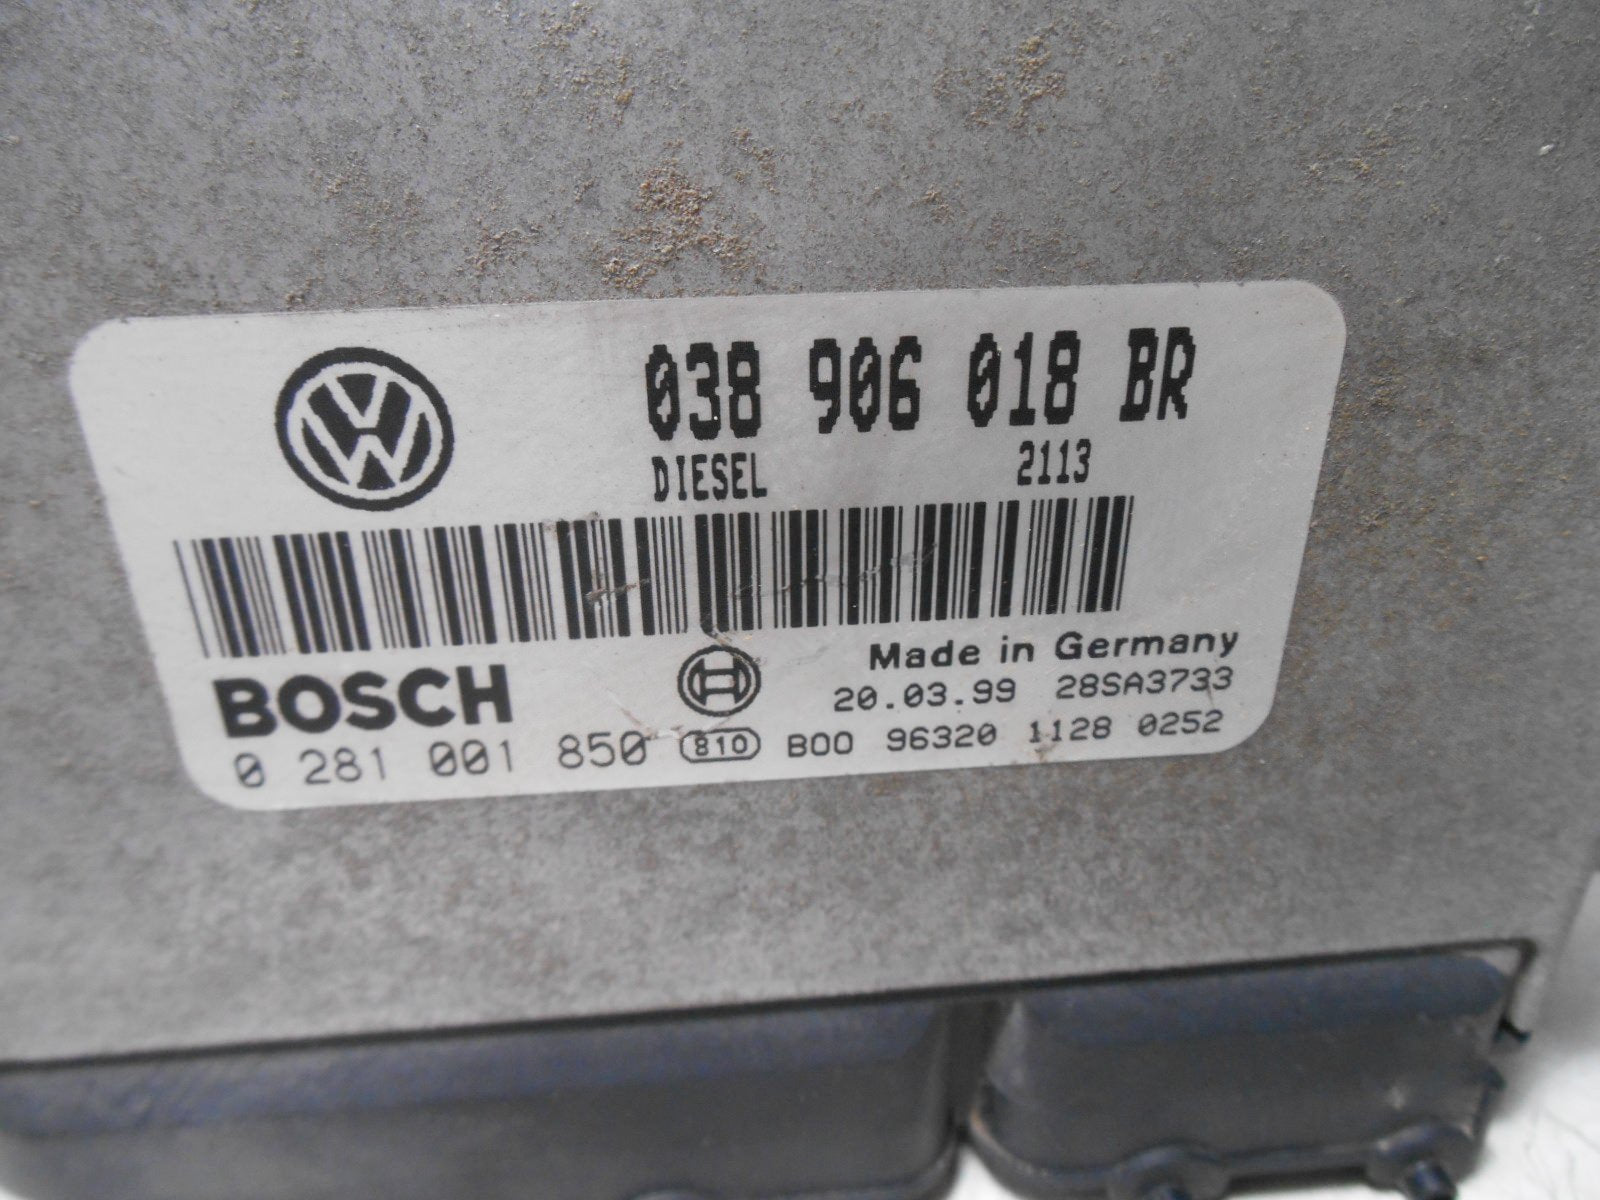 038 906 018 BR
DIESEL 2113
Made in Germany
BOSCH 20.03.99 28SA3733
0 281 001 850 810 B00 96320 1128 0252